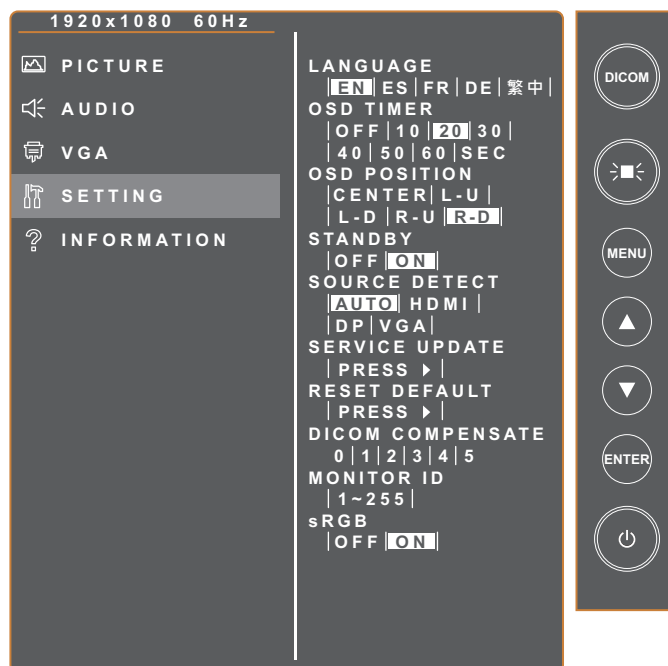 1920x1080 60Hz
PICTURE
AUDIO
VGA
SETTING
INFORMATION
LANGUAGE
|EN|ES|FR|DE|繁中|
OSD TIMER
|OFF|10|20|30|
|40|50|60|SEC
OSD POSITION
|CENTER|L-U|
|L-D|R-U|R-D|
STANDBY
|OFF|ON|
SOURCE DETECT
|AUTO|HDMI|
|DP|VGA|
SERVICE UPDATE
|PRESS ▶|
RESET DEFAULT
|PRESS ▶|
DICOM COMPENSATE
0|1|2|3|4|5
MONITOR ID
|1~255|
sRGB
|OFF|ON|
DICOM
MENU
ENTER